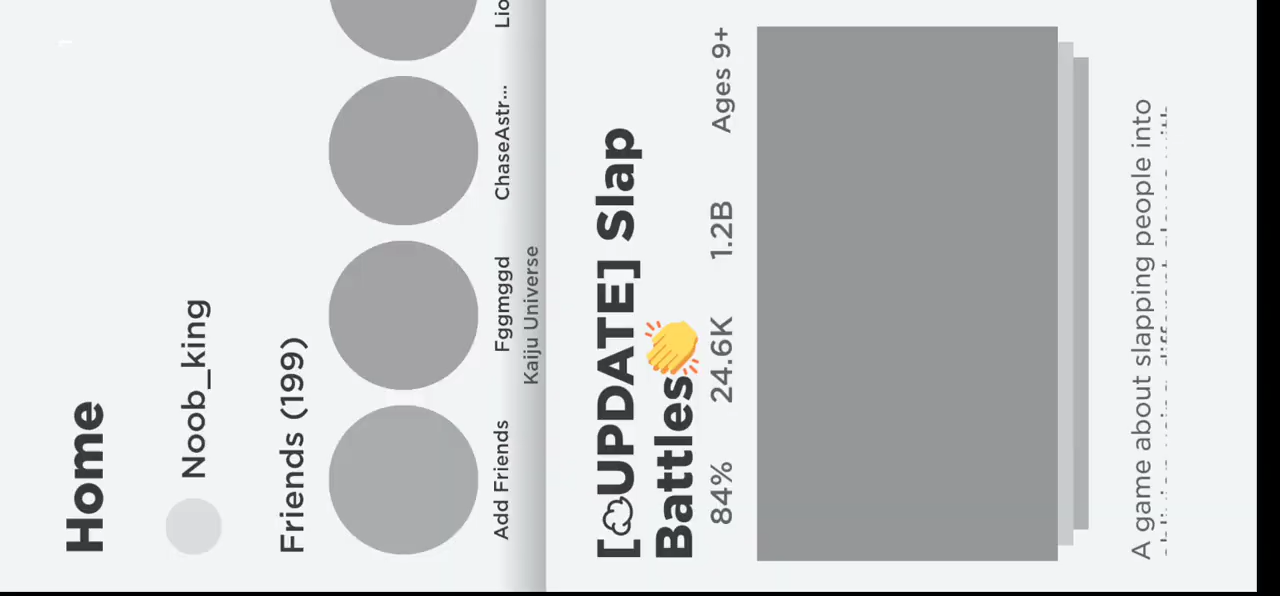 Home
Noob_king
Friends (199)
Add Friends
Fggmggd
ChaseAstr...
Lio
Kaiju Universe
[☁️UPDATE] Slap
Battles👏
84%
24.6K
1.2B
Ages 9+
A game about slapping people into